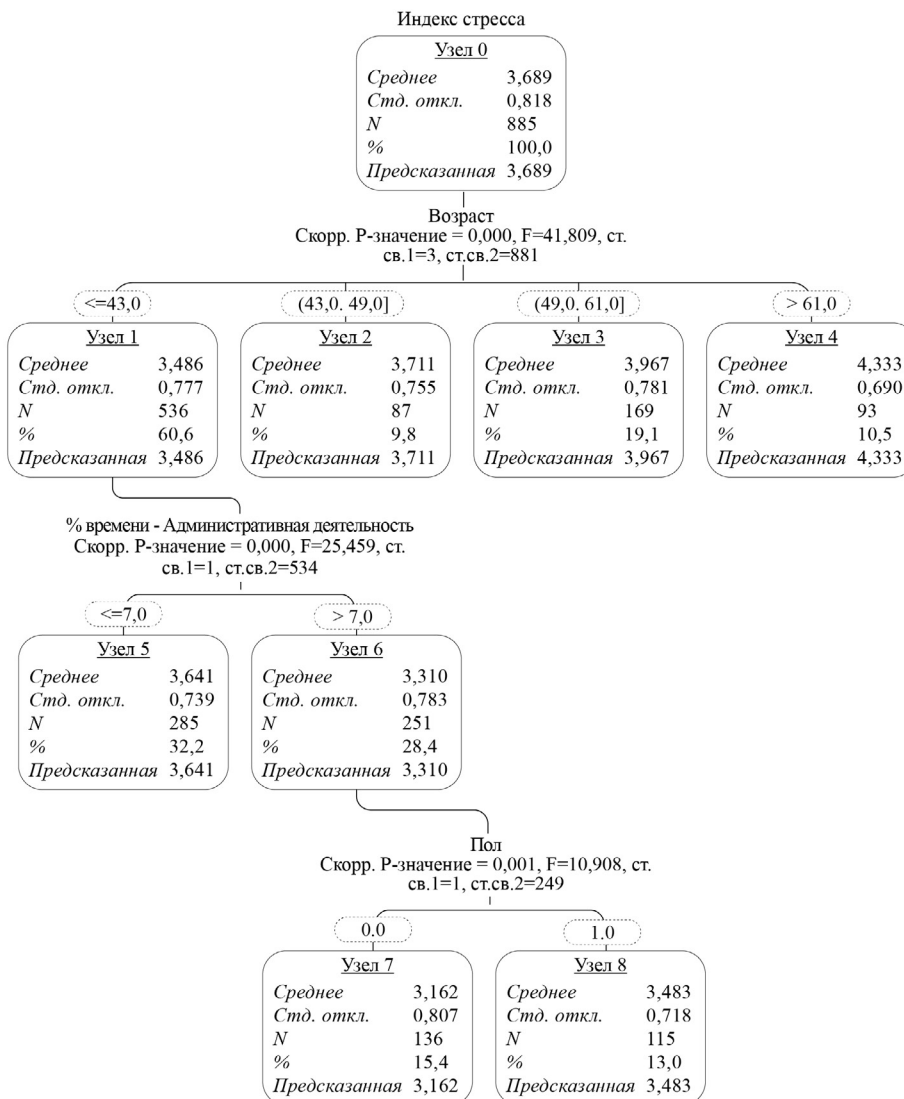 Индекс стресса
Узел 0
Среднее 3,689
Стд. откл. 0,818
N 885
% 100,0
Предсказанная 3,689
Возраст
Скорр. P-значение = 0,000, F=41,809, ст.
св.1=3, ст.св.2=881
<=43,0
(43,0. 49,0]
(49,0. 61,0]
> 61,0
Узел 1
Среднее 3,486
Стд. откл. 0,777
N 536
% 60,6
Предсказанная 3,486
Узел 2
Среднее 3,711
Стд. откл. 0,755
N 87
% 9,8
Предсказанная 3,711
Узел 3
Среднее 3,967
Стд. откл. 0,781
N 169
% 19,1
Предсказанная 3,967
Узел 4
Среднее 4,333
Стд. откл. 0,690
N 93
% 10,5
Предсказанная 4,333
% времени - Административная деятельность
Скорр. P-значение = 0,000, F=25,459, ст.
св.1=1, ст.св.2=534
<=7,0
> 7,0
Узел 5
Среднее 3,641
Стд. откл. 0,739
N 285
% 32,2
Предсказанная 3,641
Узел 6
Среднее 3,310
Стд. откл. 0,783
N 251
% 28,4
Предсказанная 3,310
Пол
Скорр. P-значение = 0,001, F=10,908, ст.
св.1=1, ст.св.2=249
0.0
1.0
Узел 7
Среднее 3,162
Стд. откл. 0,807
N 136
% 15,4
Предсказанная 3,162
Узел 8
Среднее 3,483
Стд. откл. 0,718
N 115
% 13,0
Предсказанная 3,483